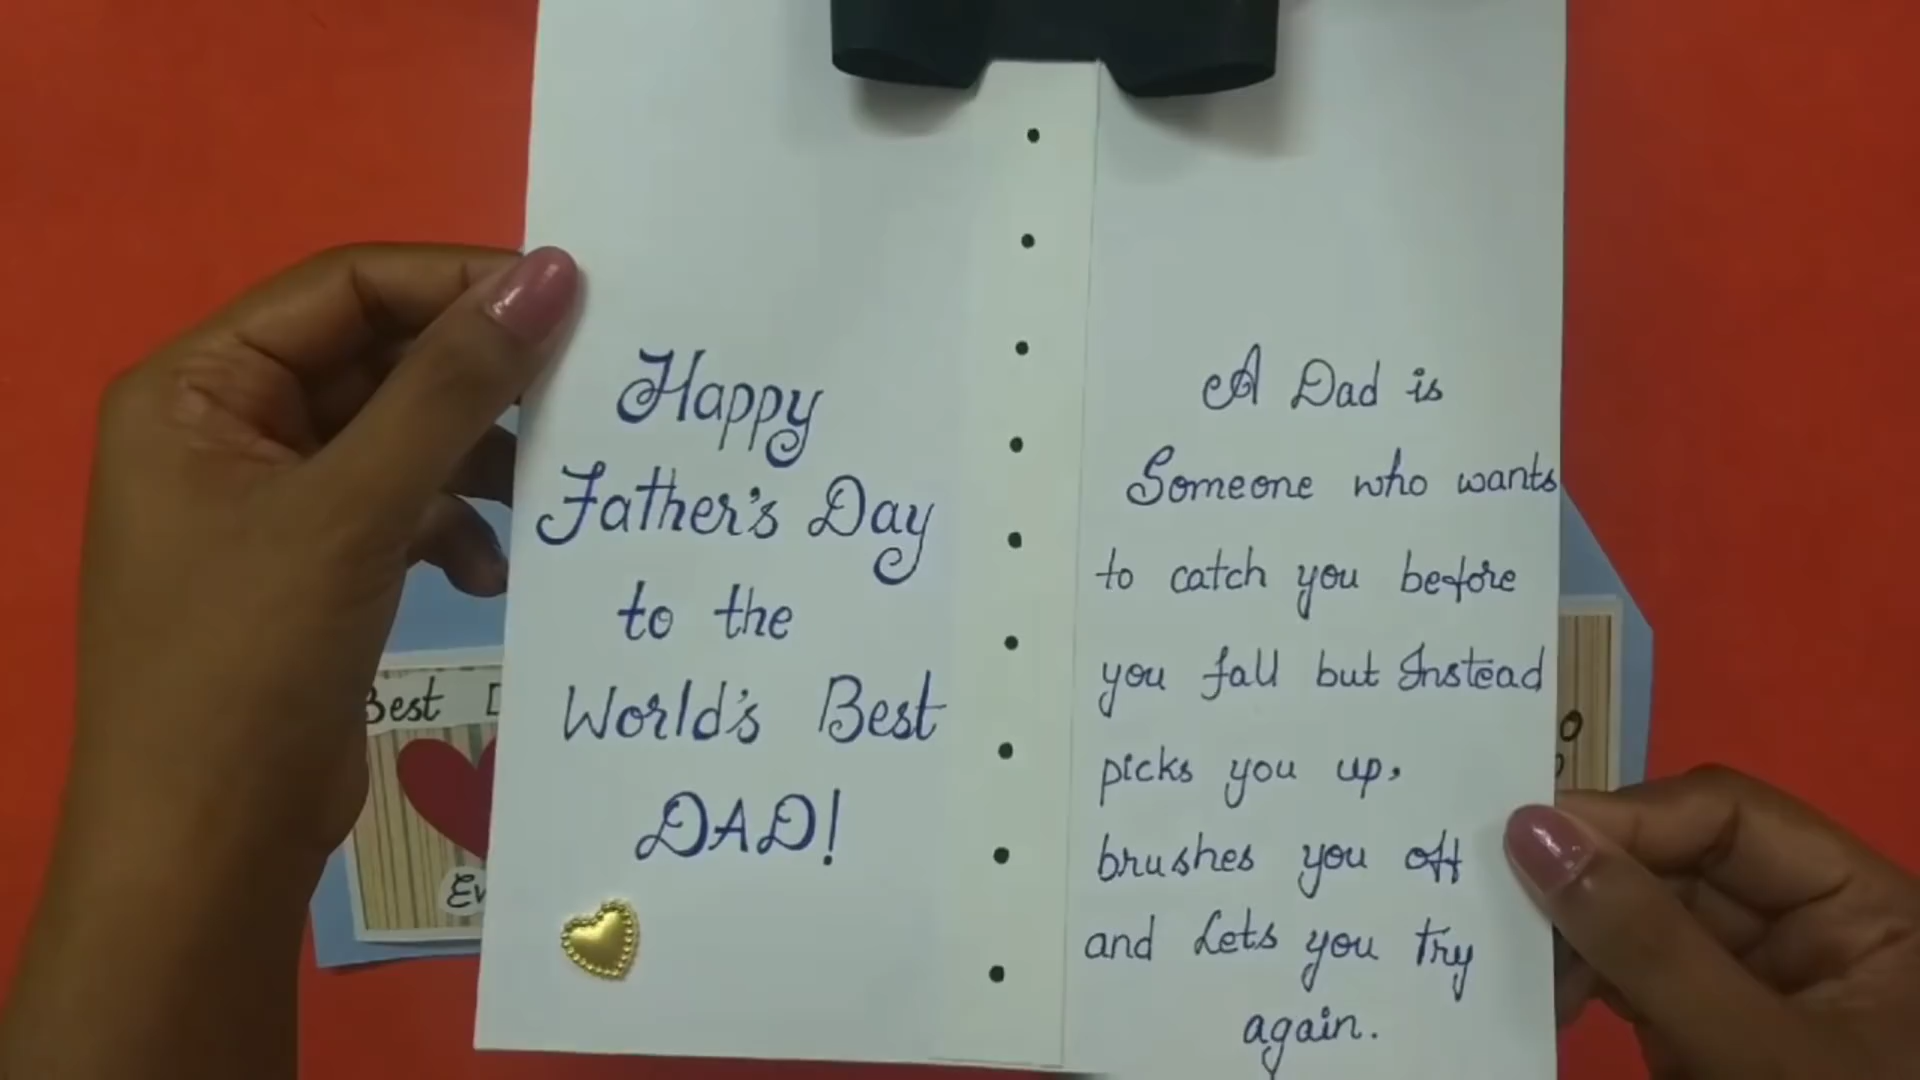 Happy
Father's Day
to the
World's Best
DAD!
A Dad is
Someone who wants
to catch you before
you fall but Instead
picks you up,
brushes you off
and Lets you try
again.
Best